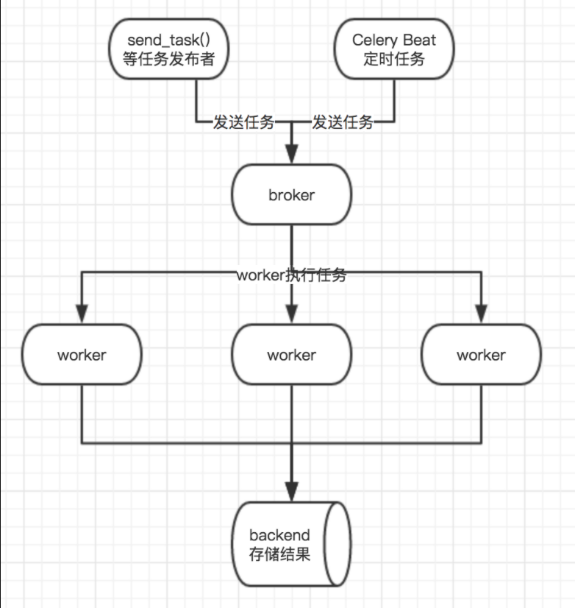 send_task()
等任务发布者
Celery Beat
定时任务
发送任务
发送任务
broker
worker执行任务
worker
worker
worker
backend
存储结果